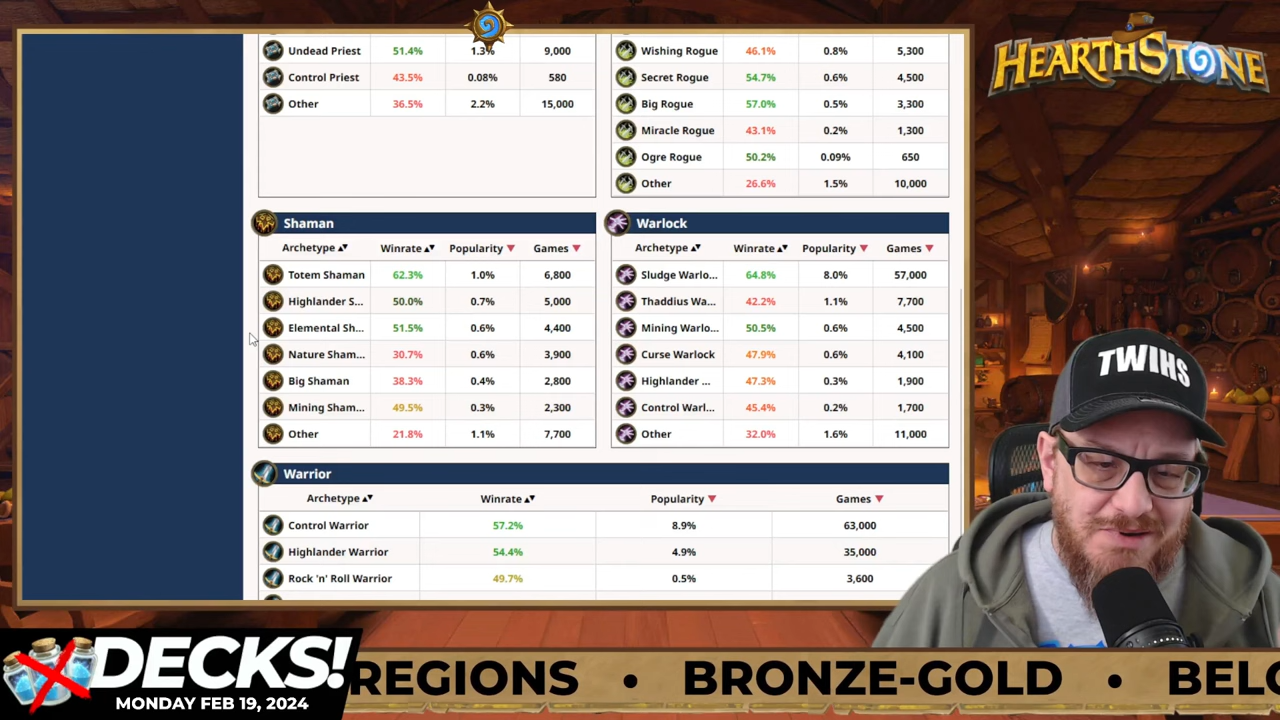 Undead Priest 51.4% 1.3% 9,000
Control Priest 43.5% 0.08% 580
Other 36.5% 2.2% 15,000
Wishing Rogue 46.1% 0.8% 5,300
Secret Rogue 54.7% 0.6% 4,500
Big Rogue 57.0% 0.5% 3,300
Miracle Rogue 43.1% 0.2% 1,300
Ogre Rogue 50.2% 0.09% 650
Other 26.6% 1.5% 10,000
Shaman
Archetype Winrate Popularity Games
Totem Shaman 62.3% 1.0% 6,800
Highlander S... 50.0% 0.7% 5,000
Elemental Sh... 51.5% 0.6% 4,400
Nature Sham... 30.7% 0.6% 3,900
Big Shaman 38.3% 0.4% 2,800
Mining Sham... 49.5% 0.3% 2,300
Other 21.8% 1.1% 7,700
Warlock
Archetype Winrate Popularity Games
Sludge Warlo... 64.8% 8.0% 57,000
Thaddius Wa... 42.2% 1.1% 7,700
Mining Warlo... 50.5% 0.6% 4,500
Curse Warlock 47.9% 0.6% 4,100
Highlander ... 47.3% 0.3% 1,900
Control Warl... 45.4% 0.2% 1,700
Other 32.0% 1.6% 11,000
Warrior
Archetype Winrate Popularity Games
Control Warrior 57.2% 8.9% 63,000
Highlander Warrior 54.4% 4.9% 35,000
Rock 'n' Roll Warrior 49.7% 0.5% 3,600
HEARTHSTONE
TWIHS
DECKS!
MONDAY FEB 19, 2024
REGIONS • BRONZE-GOLD • BELO